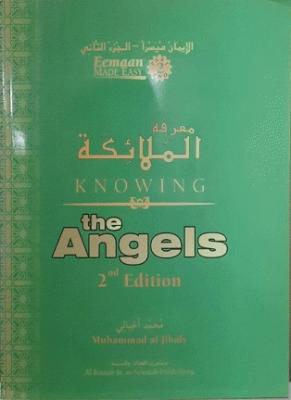 الإيمان ميسراً - الجزء الثاني
Eemaan
MADE EASY
2
معرفة
الملائكة
KNOWING
the
Angels
2nd Edition
محمد الجبالي
Muhammad al-Jibaly
Al-Kitaab & as-Sunnah Publishing